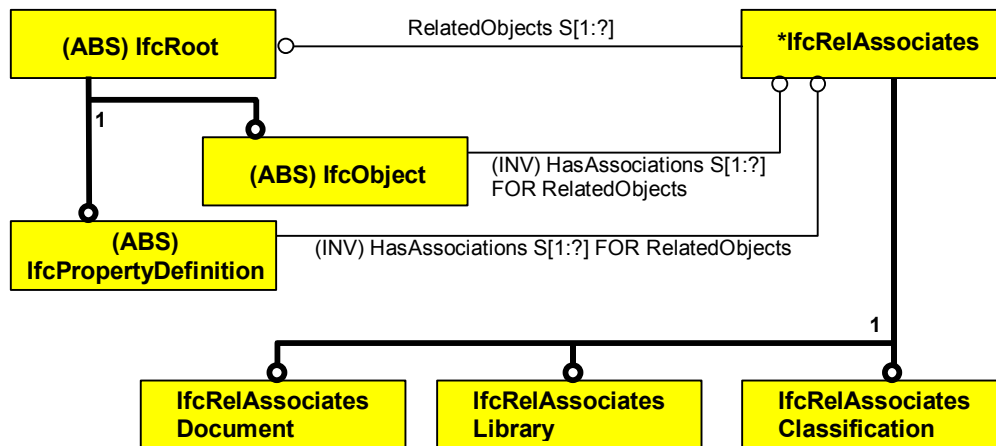 RelatedObjects S[1:?]
(ABS) IfcRoot
*IfcRelAssociates
1
(ABS) IfcObject
(INV) HasAssociations S[1:?]
FOR RelatedObjects
(ABS)
IfcPropertyDefinition
(INV) HasAssociations S[1:?] FOR RelatedObjects
1
IfcRelAssociates
Document
IfcRelAssociates
Library
IfcRelAssociates
Classification